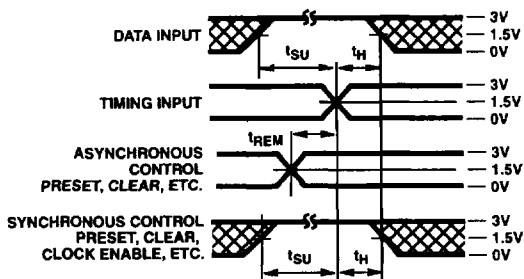 DATA INPUT
3V
1.5V
0V
tSU
tH
TIMING INPUT
3V
1.5V
0V
tREM
ASYNCHRONOUS
CONTROL
PRESET, CLEAR, ETC.
3V
1.5V
0V
SYNCHRONOUS CONTROL
PRESET, CLEAR,
CLOCK ENABLE, ETC.
3V
1.5V
0V
tSU
tH